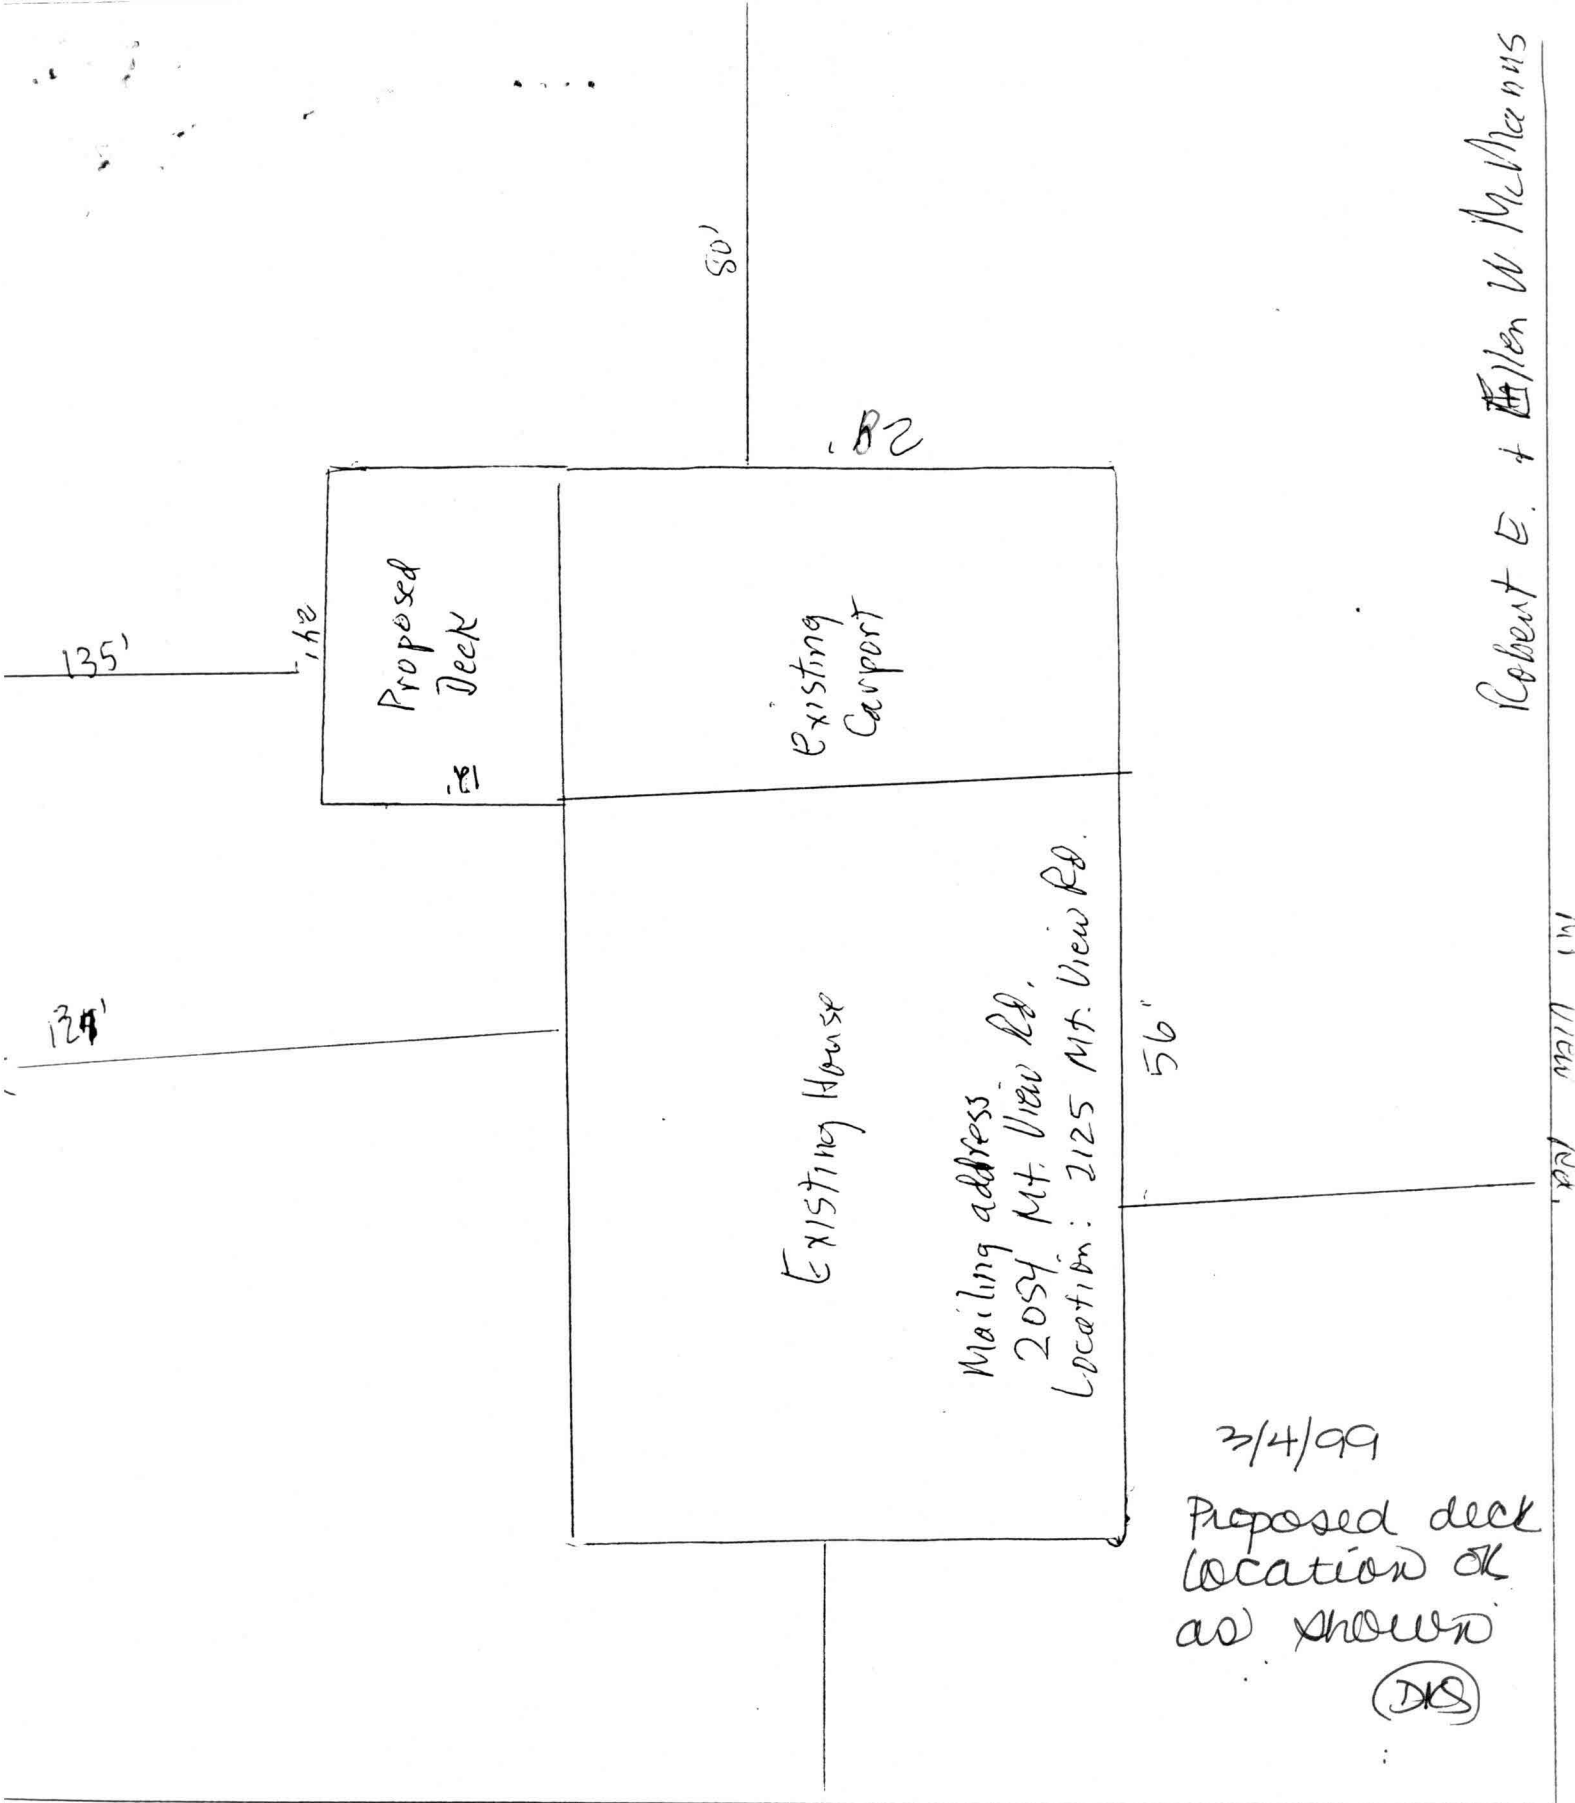 80'
135'
24'
Proposed
Deck
12'
Existing
Carport
Existing House
Mailing address
2054 Mt. View Rd.
Location: 2125 Mt. View Rd.
56'
Robert E. + Ellen W McManus
Mt View Rd.
3/4/99
Proposed deck
location OK
as shown
DKS